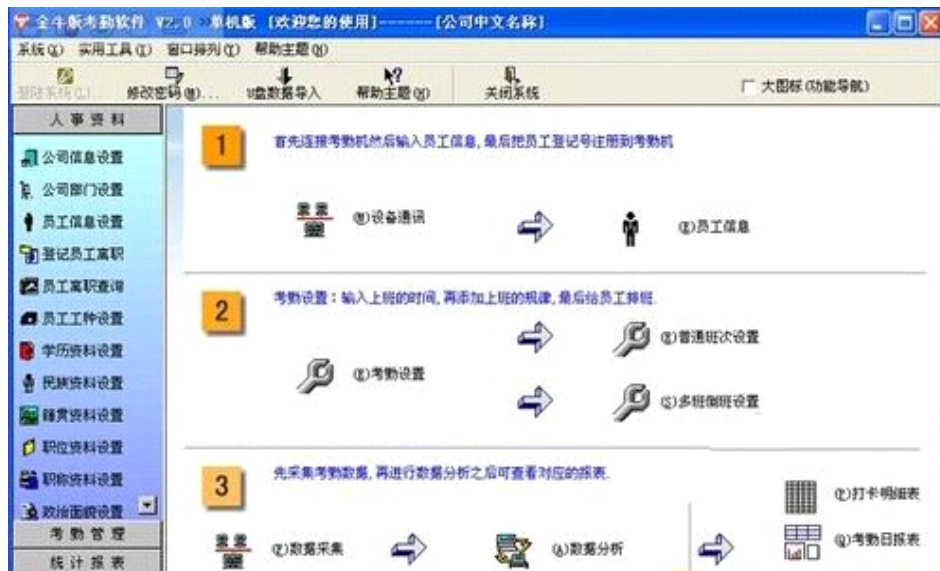 金牛版考勤软件 V2.0 »单机版 [欢迎您的使用]------[公司中文名称]
系统(X) 实用工具(T) 窗口排列(Y) 帮助主题(H)
登陆系统(L)... 修改密码(M)... U盘数据导入 帮助主题(H) 关闭系统 大图标(功能导航)
人事资料
公司信息设置
公司部门设置
员工信息设置
登记员工离职
员工离职查询
员工工种设置
学历资料设置
民族资料设置
籍贯资料设置
职位资料设置
职称资料设置
政治面貌设置
考勤管理
统计报表
1 首先连接考勤机然后输入员工信息,最后把员工登记号注册到考勤机
(W)设备通讯 (E)员工信息
2 考勤设置:输入上班的时间,再添加上班的规律,最后给员工排班.
(E)考勤设置 (X)普通班次设置
(S)多班倒班设置
3 先采集考勤数据,再进行数据分析之后可查看对应的报表.
(Z)数据采集 (A)数据分析 (P)打卡明细表
(Q)考勤日报表